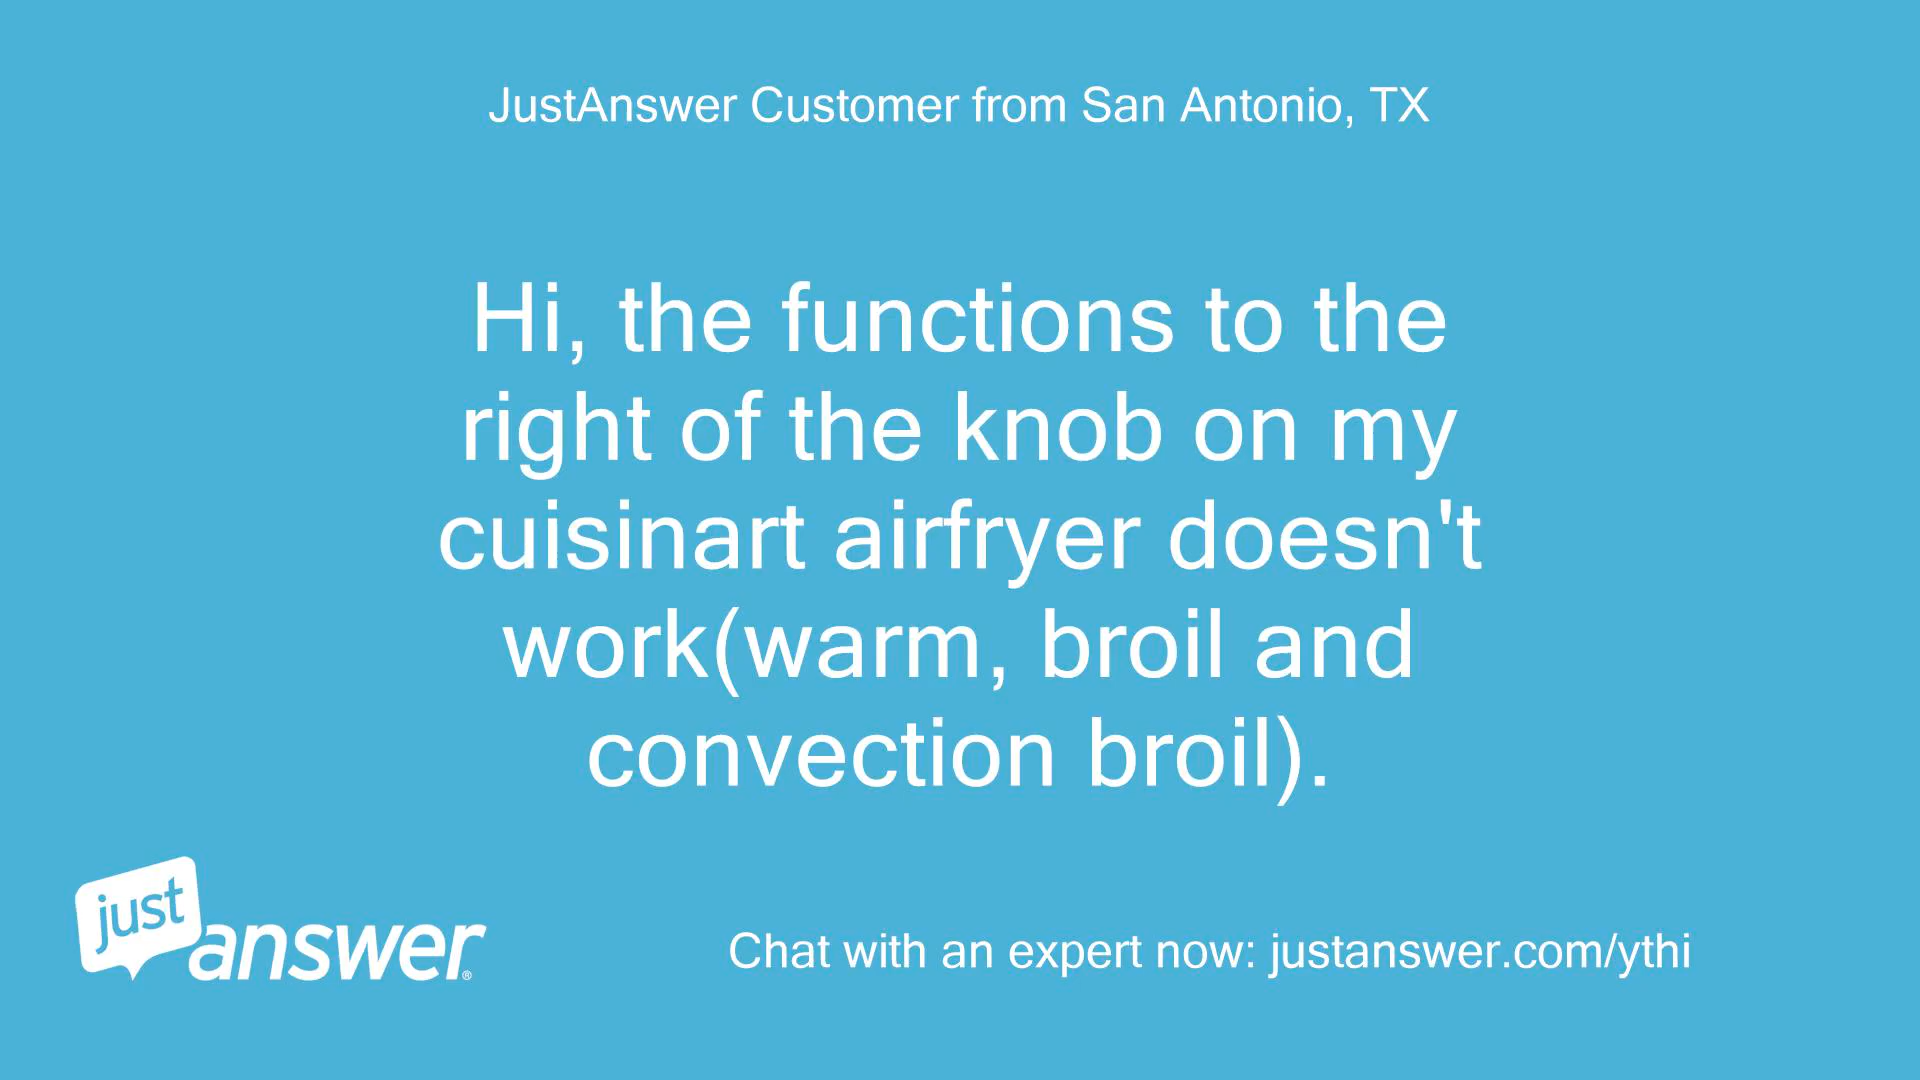 JustAnswer Customer from San Antonio, TX
Hi, the functions to the
right of the knob on my
cuisinart airfryer doesn't
work(warm, broil and
convection broil).
just
answer®
Chat with an expert now: justanswer.com/ythi